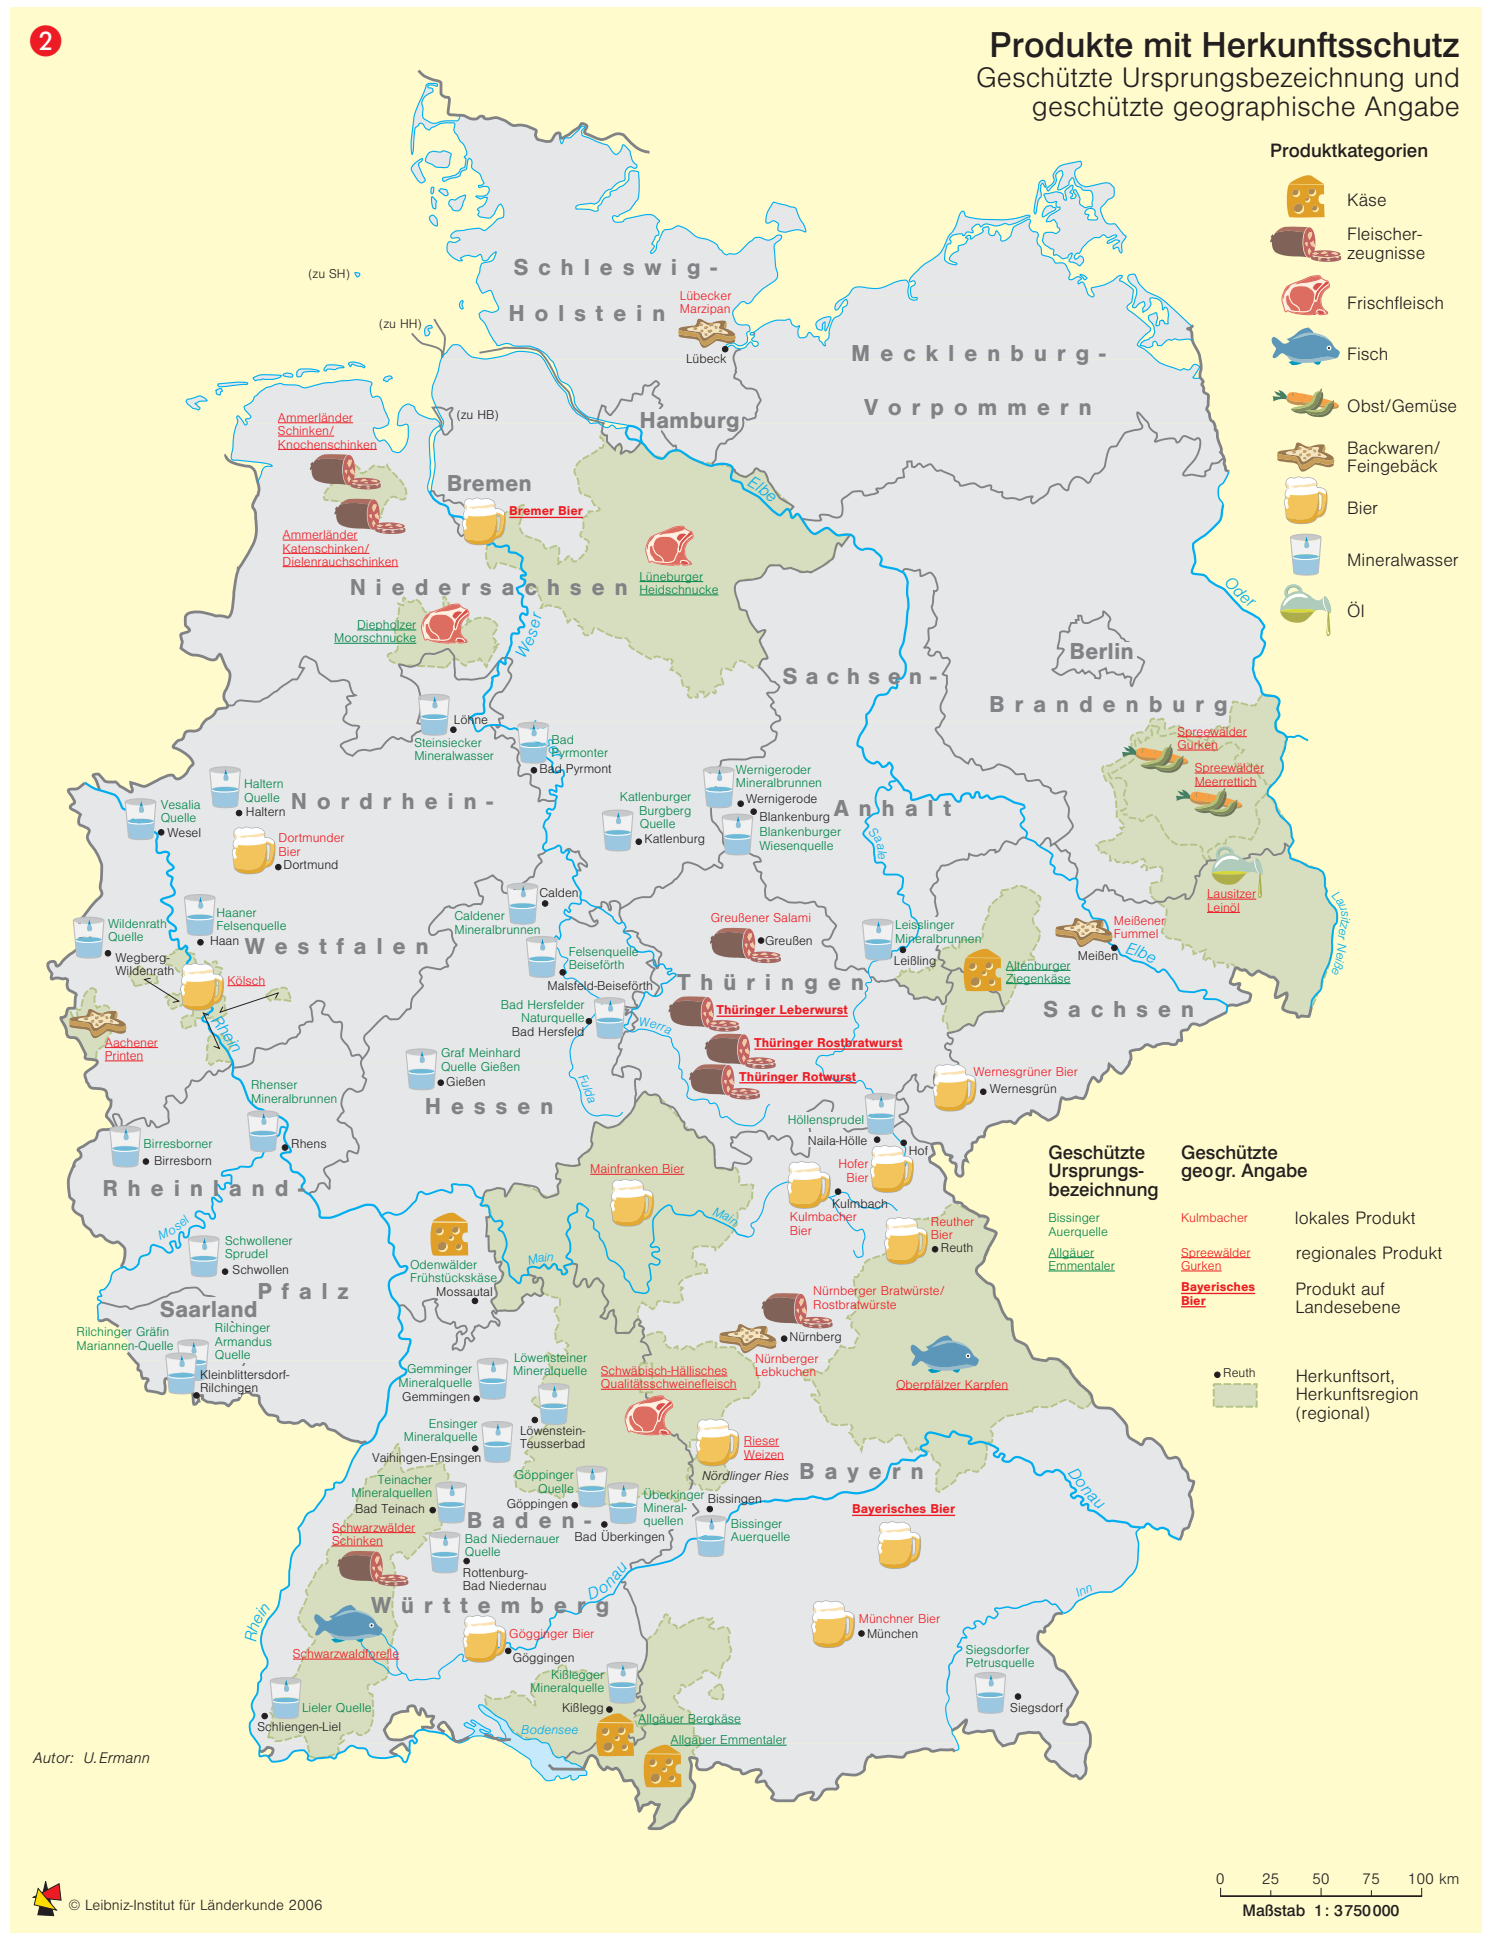 2
Produkte mit Herkunftsschutz
Geschützte Ursprungsbezeichnung und
geschützte geographische Angabe
Produktkategorien
Käse
Fleischer-
zeugnisse
Frischfleisch
Fisch
Obst/Gemüse
Backwaren/
Feingebäck
Bier
Mineralwasser
Öl
(zu SH)
(zu HH)
(zu HB)
Schleswig-
Holstein
Lübecker
Marzipan
Lübeck
Mecklenburg-
Vorpommern
Hamburg
Ammerländer
Schinken/
Knochenschinken
Bremen
Bremer Bier
Elbe
Ammerländer
Katenschinken/
Dielenrauchschinken
Niedersachsen
Lüneburger
Heidschnucke
Diepholzer
Moorschnucke
Weser
Oder
Berlin
Sachsen-
Brandenburg
Löhne
Steinsiecker
Mineralwasser
Bad
Pyrmonter
Bad Pyrmont
Spreewälder
Gurken
Spreewälder
Meerrettich
Haltern
Quelle
Haltern
Nordrhein-
Vesalia
Quelle
Wesel
Dortmunder
Bier
Dortmund
Katlenburger
Burgberg
Quelle
Katlenburg
Wernigeroder
Mineralbrunnen
Wernigerode
Blankenburg
Blankenburger
Wiesenquelle
Anhalt
Saale
Lausitzer
Leinöl
Lausitzer Neiße
Calden
Caldener
Mineralbrunnen
Wildenrath
Quelle
Wegberg-
Wildenrath
Haaner
Felsenquelle
Haan
Westfalen
Kölsch
Greußener Salami
Greußen
Leisslinger
Mineralbrunnen
Leißling
Meißener
Fummel
Meißen
Elbe
Felsenquelle
Beiseförth
Malsfeld-Beiseförth
Thüringen
Altenburger
Ziegenkäse
Sachsen
Bad Hersfelder
Naturquelle
Bad Hersfeld
Werra
Fulda
Thüringer Leberwurst
Thüringer Rostbratwurst
Thüringer Rotwurst
Aachener
Printen
Rhein
Graf Meinhard
Quelle Gießen
Gießen
Hessen
Wernesgrüner Bier
Wernesgrün
Rhenser
Mineralbrunnen
Rhens
Birresborner
Birresborn
Rheinland-
Höllensprudel
Naila-Hölle
Hof
Hofer
Bier
Kulmbach
Kulmbacher
Bier
Mainfranken Bier
Main
Main
Reuther
Bier
Reuth
Mosel
Schwollener
Sprudel
Schwollen
Pfalz
Saarland
Odenwälder
Frühstückskäse
Mossautal
Nürnberger Bratwürste/
Rostbratwürste
Nürnberg
Nürnberger
Lebkuchen
Rilchinger Gräfin
Mariannen-Quelle
Rilchinger
Armandus
Quelle
Kleinblittersdorf-
Rilchingen
Gemminger
Mineralquelle
Gemmingen
Löwensteiner
Mineralquelle
Löwenstein-
Teusserbad
Schwäbisch-Hällisches
Qualitätsschweinefleisch
Oberpfälzer Karpfen
Ensinger
Mineralquelle
Vaihingen-Ensingen
Rieser
Weizen
Nördlinger Ries
Bayern
Teinacher
Mineralquellen
Bad Teinach
Göppinger
Quelle
Göppingen
Überkinger
Mineral-
quellen
Bad Überkingen
Bissingen
Bissinger
Auerquelle
Bayerisches Bier
Donau
Baden-
Schwarzwälder
Schinken
Bad Niedernauer
Quelle
Rottenburg-
Bad Niedernau
Donau
Inn
Württemberg
Rhein
Schwarzwaldforelle
Gögginger Bier
Göggingen
Münchner Bier
München
Siegsdorfer
Petrusquelle
Siegsdorf
Kißlegger
Mineralquelle
Kißlegg
Lieler Quelle
Schliengen-Liel
Bodensee
Allgäuer Bergkäse
Allgäuer Emmentaler
Geschützte
Ursprungs-
bezeichnung
Geschützte
geogr. Angabe
Bissinger
Auerquelle
Kulmbacher
lokales Produkt
Allgäuer
Emmentaler
Spreewälder
Gurken
regionales Produkt
Bayerisches
Bier
Produkt auf
Landesebene
Reuth
Herkunftsort,
Herkunftsregion
(regional)
Autor: U. Ermann
© Leibniz-Institut für Länderkunde 2006
0 25 50 75 100 km
Maßstab 1 : 3 750 000